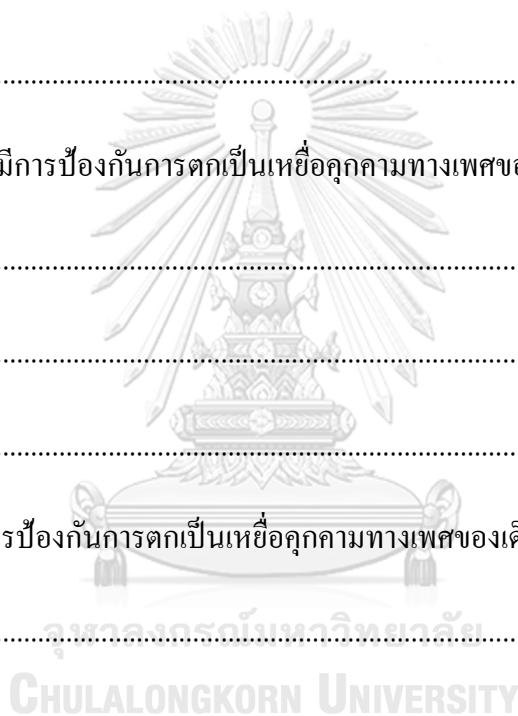 ................................................................................
มีการป้องกันการตกเป็นเหยื่อคุกคามทางเพศขอ
................................................................................
................................................................................
................................................................................
รป้องกันการตกเป็นเหยื่อคุกคามทางเพศของเด็
................................................................................
จุฬาลงกรณ์มหาวิทยาลัย
CHULALONGKORN UNIVERSITY